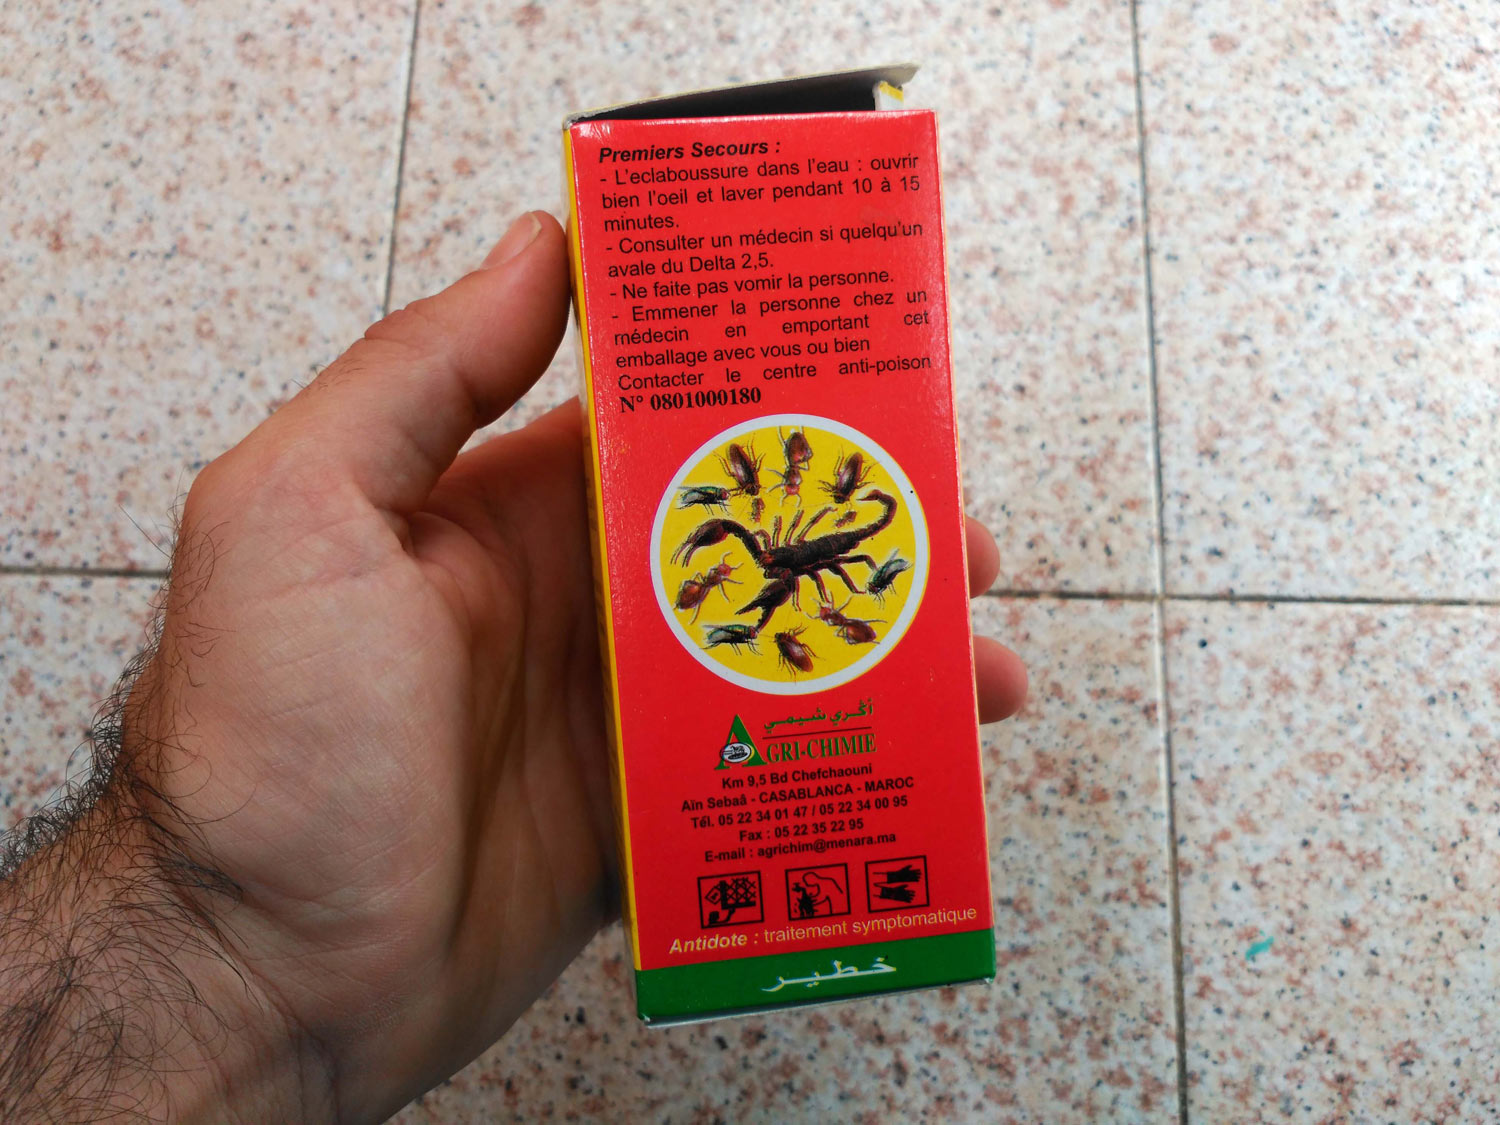 Premiers Secours :
- L'eclaboussure dans l'eau : ouvrir
bien l'oeil et laver pendant 10 à 15
minutes.
- Consulter un médecin si quelqu'un
avale du Delta 2,5.
- Ne faite pas vomir la personne.
- Emmener la personne chez un
médecin en emportant cet
emballage avec vous ou bien
Contacter le centre anti-poison
N° 0801000180
أڭري شيمي
AGRI-CHIMIE
Km 9,5 Bd Chefchaouni
Aïn Sebaâ - CASABLANCA - MAROC
Tél. 05 22 34 01 47 / 05 22 34 00 95
Fax : 05 22 35 22 95
E-mail : agrichim@menara.ma
Antidote : traitement symptomatique
خطير